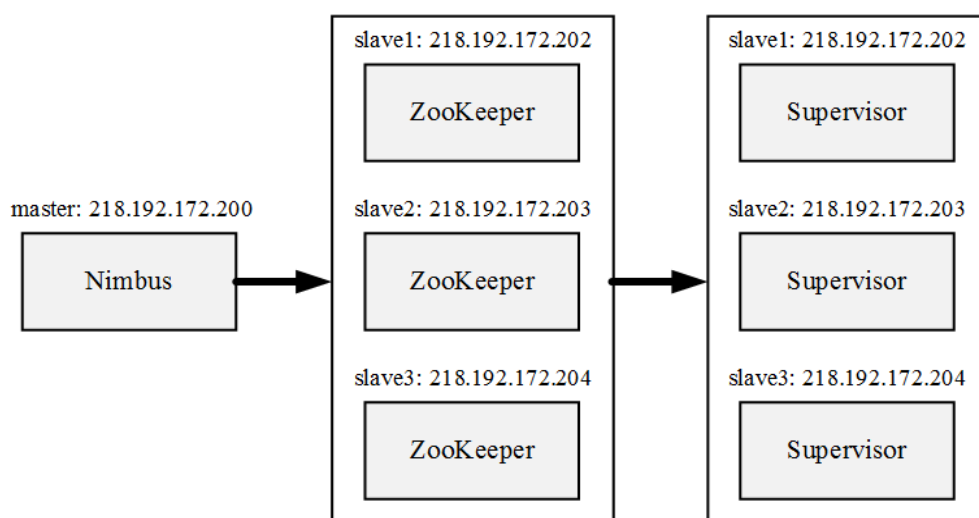 master: 218.192.172.200
Nimbus
slave1: 218.192.172.202
ZooKeeper
slave2: 218.192.172.203
ZooKeeper
slave3: 218.192.172.204
ZooKeeper
slave1: 218.192.172.202
Supervisor
slave2: 218.192.172.203
Supervisor
slave3: 218.192.172.204
Supervisor